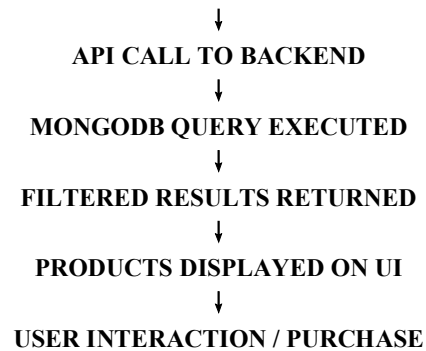 ↓
API CALL TO BACKEND
↓
MONGODB QUERY EXECUTED
↓
FILTERED RESULTS RETURNED
↓
PRODUCTS DISPLAYED ON UI
↓
USER INTERACTION / PURCHASE